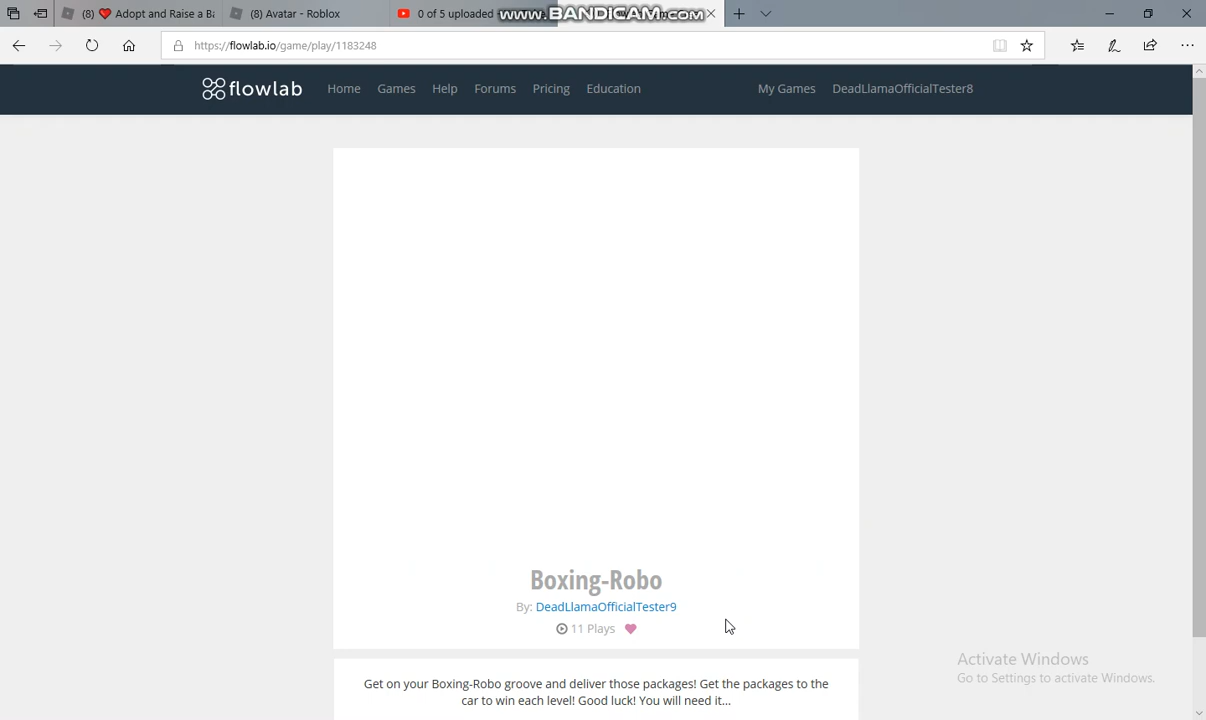 (8) ❤ Adopt and Raise a Ba
(8) Avatar - Roblox
0 of 5 uploaded
www.BANDICAM.com
https://flowlab.io/game/play/1183248
flowlab
Home
Games
Help
Forums
Pricing
Education
My Games
DeadLlamaOfficialTester8
Boxing-Robo
By: DeadLlamaOfficialTester9
11 Plays
Get on your Boxing-Robo groove and deliver those packages! Get the packages to the
car to win each level! Good luck! You will need it...
Activate Windows
Go to Settings to activate Windows.